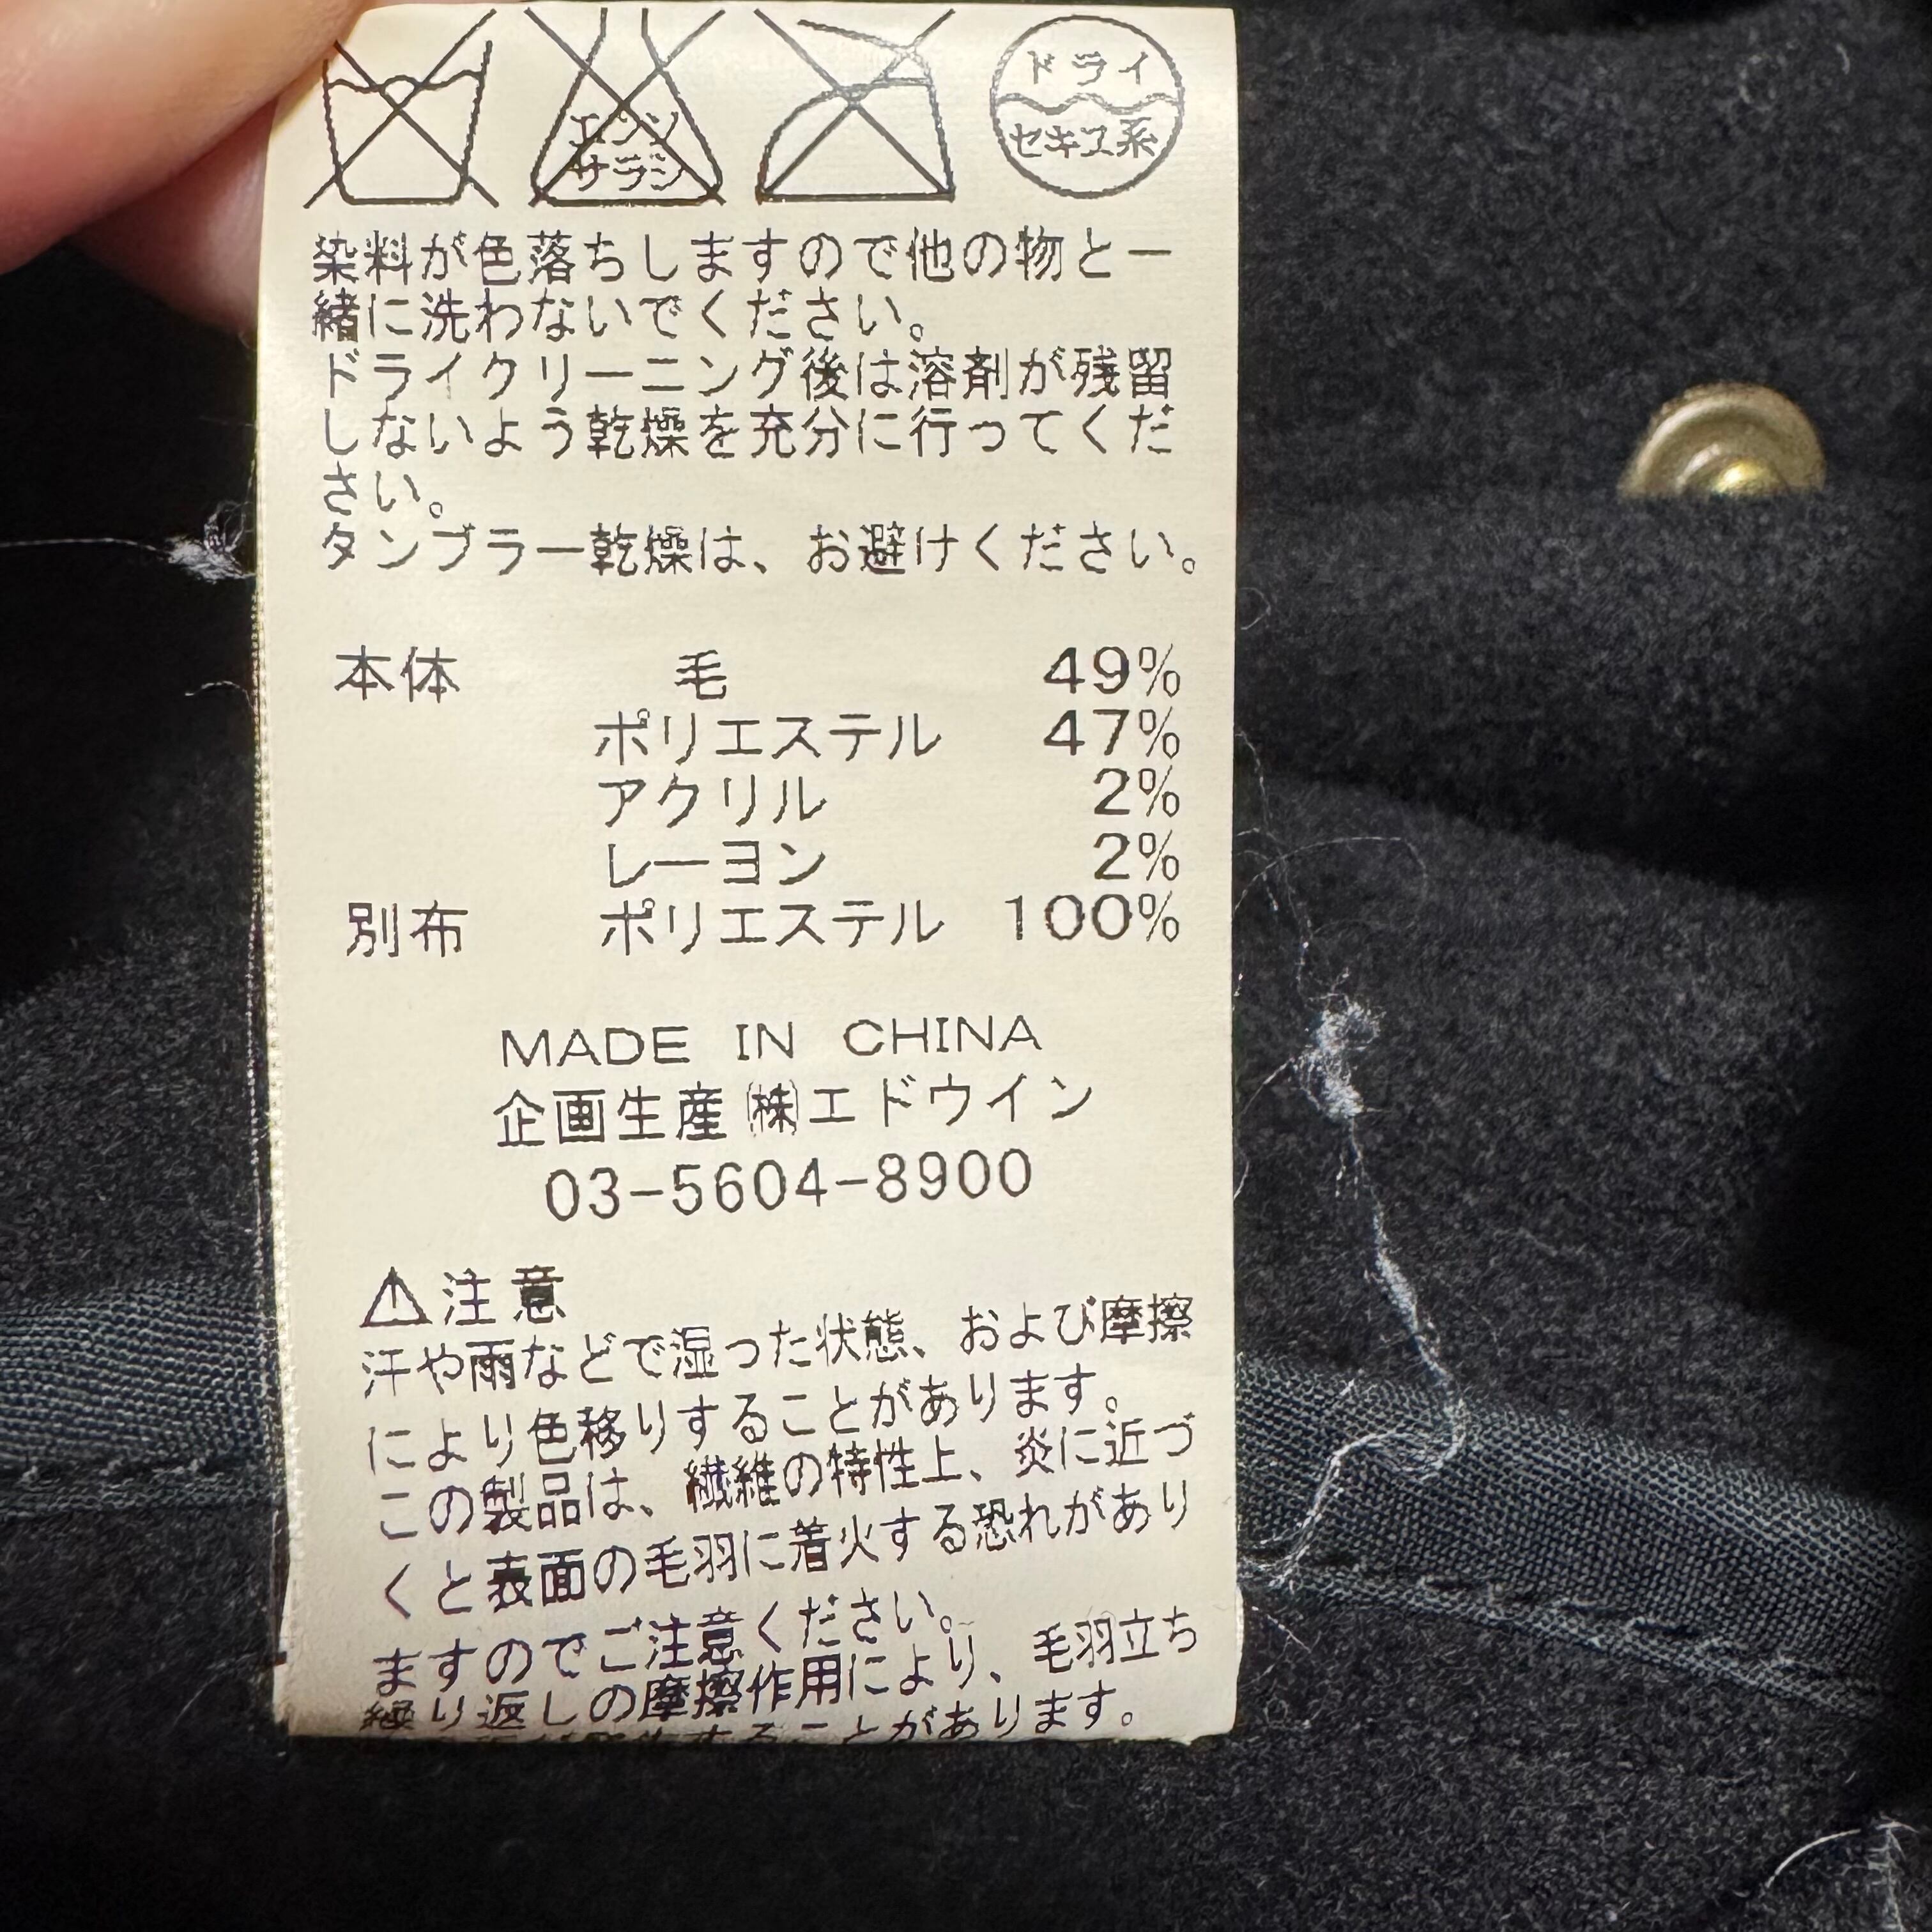 エンソ
サラシ
ドライ
セキユ系
染料が色落ちしますので他の物と一
緒に洗わないでください。
ドライクリーニング後は溶剤が残留
しないよう乾燥を充分に行ってくだ
さい。
タンブラー乾燥は、お避けください。
本体 毛 49%
ポリエステル 47%
アクリル 2%
レーヨン 2%
別布 ポリエステル 100%
MADE IN CHINA
企画生産㈱エドウイン
03-5604-8900
⚠注意
汗や雨などで湿った状態、および摩擦
により色移りすることがあります。
この製品は、繊維の特性上、炎に近づ
くと表面の毛羽に着火する恐れがあり
ますのでご注意ください。
繰り返しの摩擦作用により、毛羽立ち
することがあります。